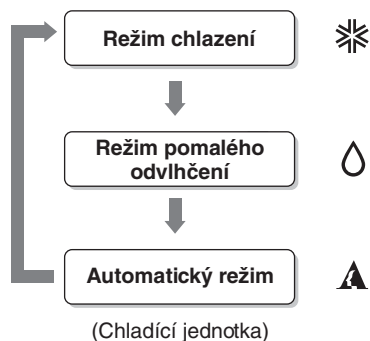 Režim chlazení
Režim pomalého
odvlhčení
Automatický režim
(Chladící jednotka)